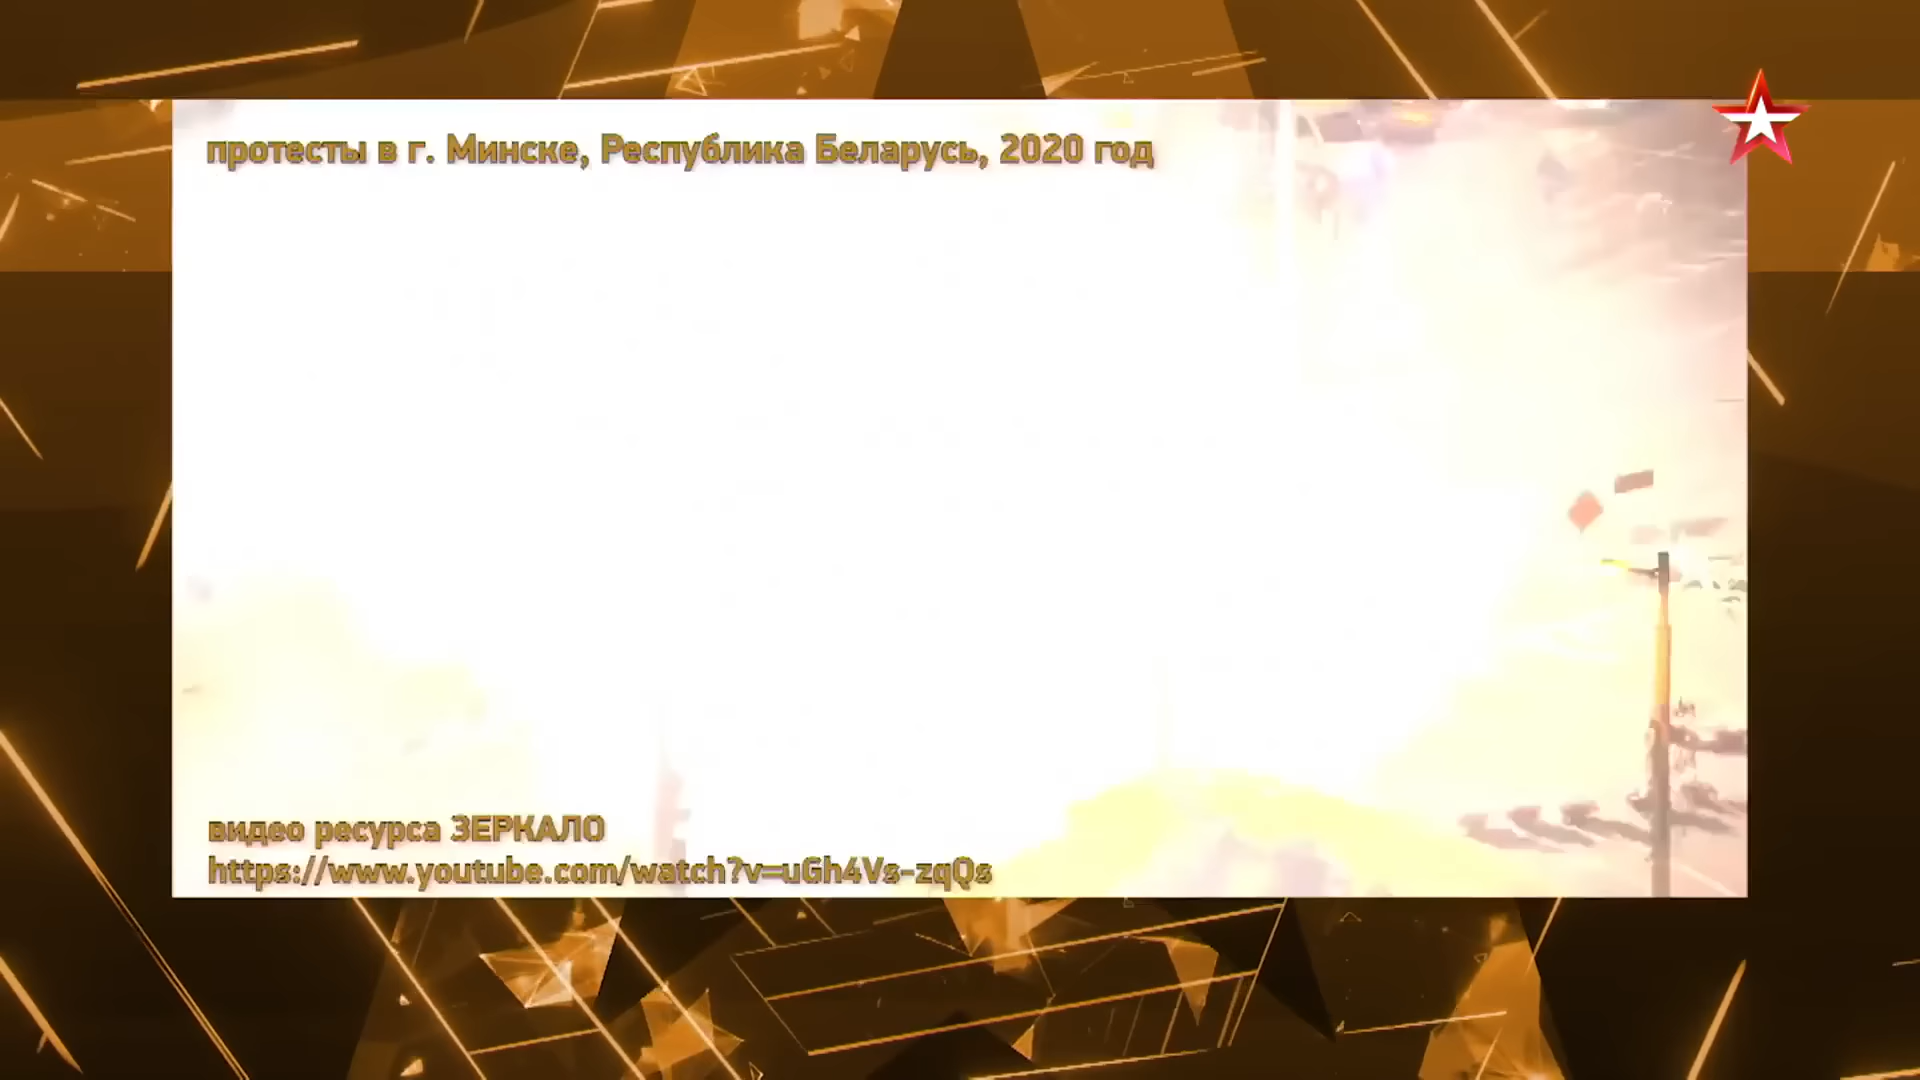 протесты в г. Минске, Республика Беларусь, 2020 год
видео ресурса ЗЕРКАЛО
https://www.youtube.com/watch?v=uGh4Vs-zqQs